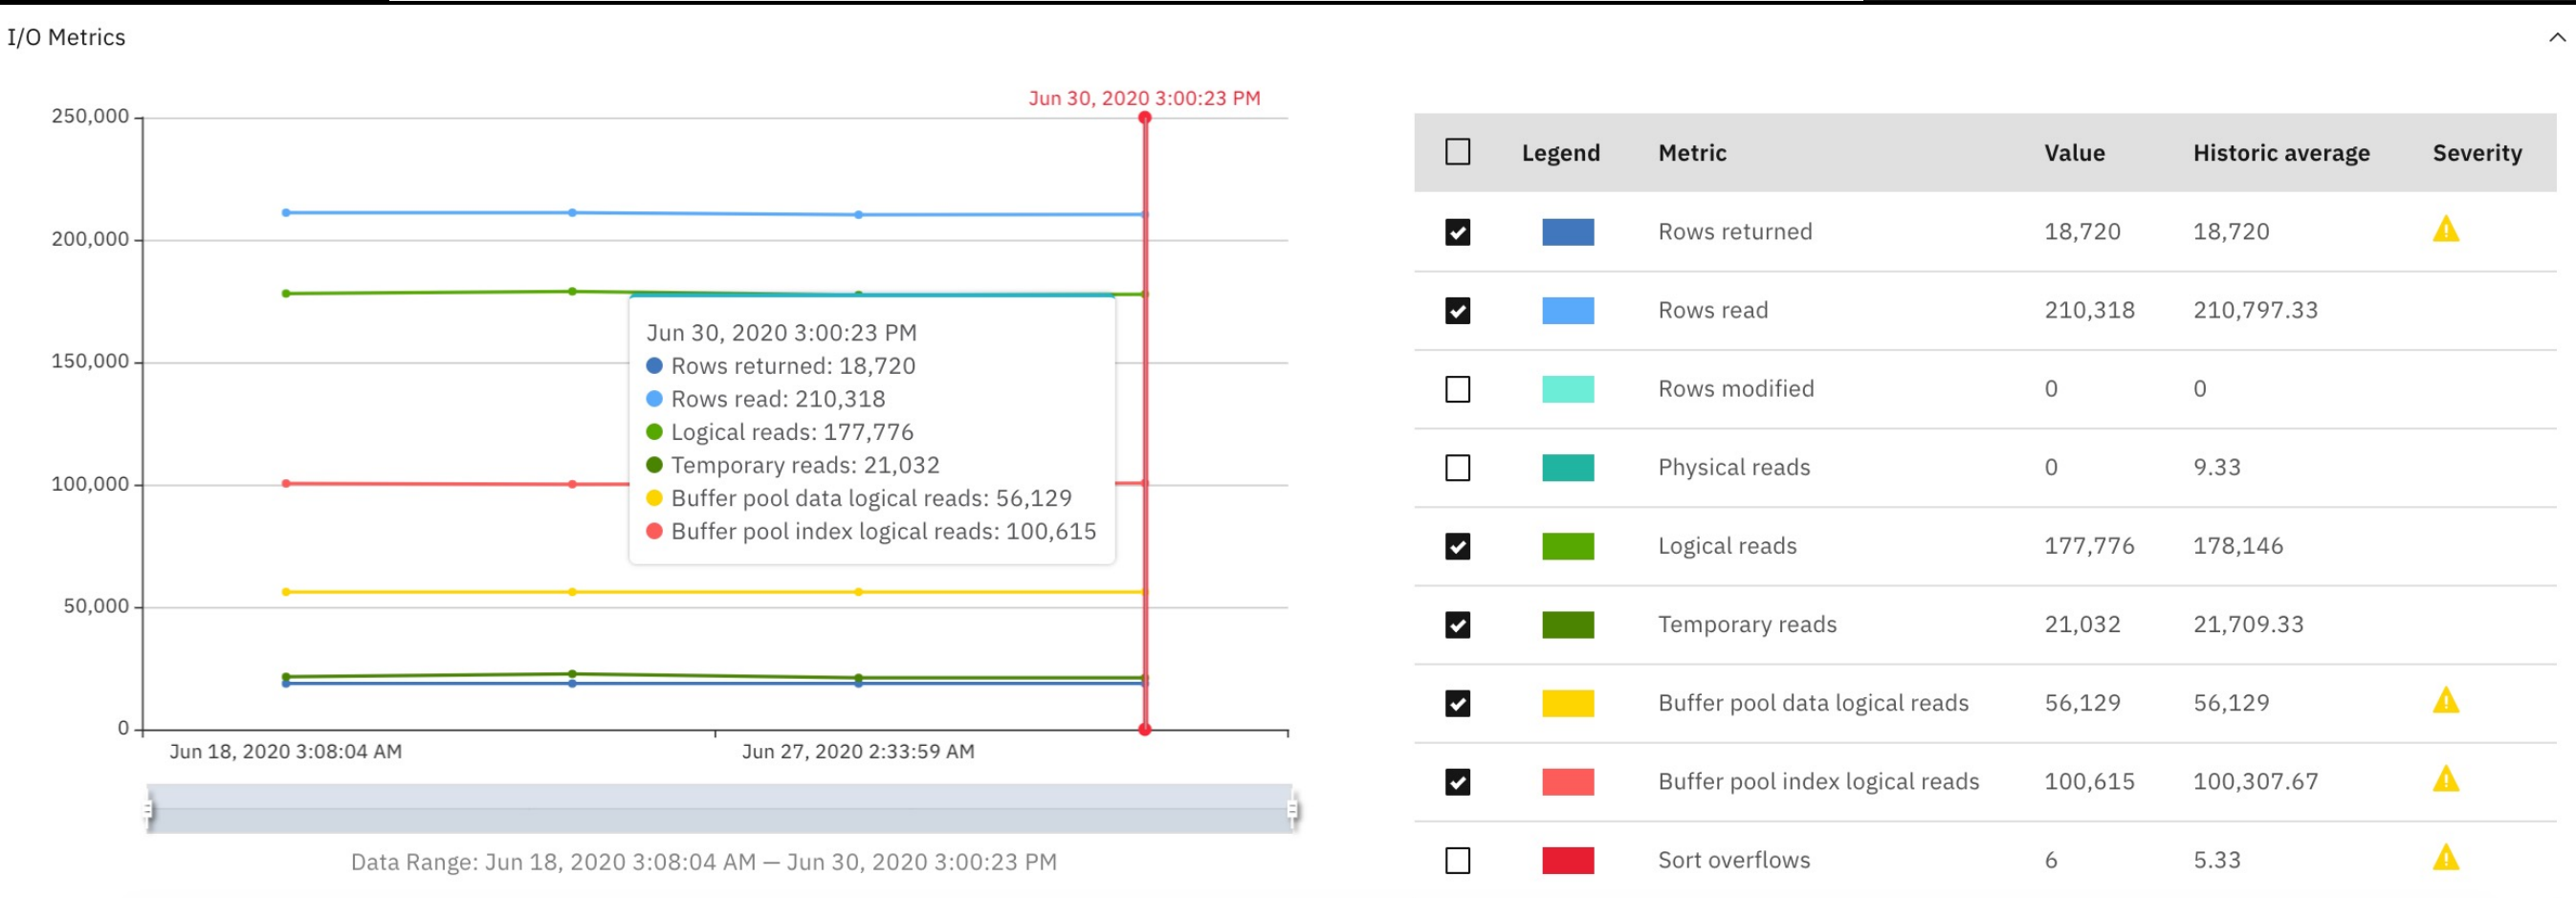 I/O Metrics
Jun 30, 2020 3:00:23 PM
250,000
200,000
150,000
100,000
50,000
0
Jun 30, 2020 3:00:23 PM
Rows returned: 18,720
Rows read: 210,318
Logical reads: 177,776
Temporary reads: 21,032
Buffer pool data logical reads: 56,129
Buffer pool index logical reads: 100,615
Jun 18, 2020 3:08:04 AM
Jun 27, 2020 2:33:59 AM
Data Range: Jun 18, 2020 3:08:04 AM — Jun 30, 2020 3:00:23 PM
Legend Metric Value Historic average Severity
Rows returned 18,720 18,720
Rows read 210,318 210,797.33
Rows modified 0 0
Physical reads 0 9.33
Logical reads 177,776 178,146
Temporary reads 21,032 21,709.33
Buffer pool data logical reads 56,129 56,129
Buffer pool index logical reads 100,615 100,307.67
Sort overflows 6 5.33